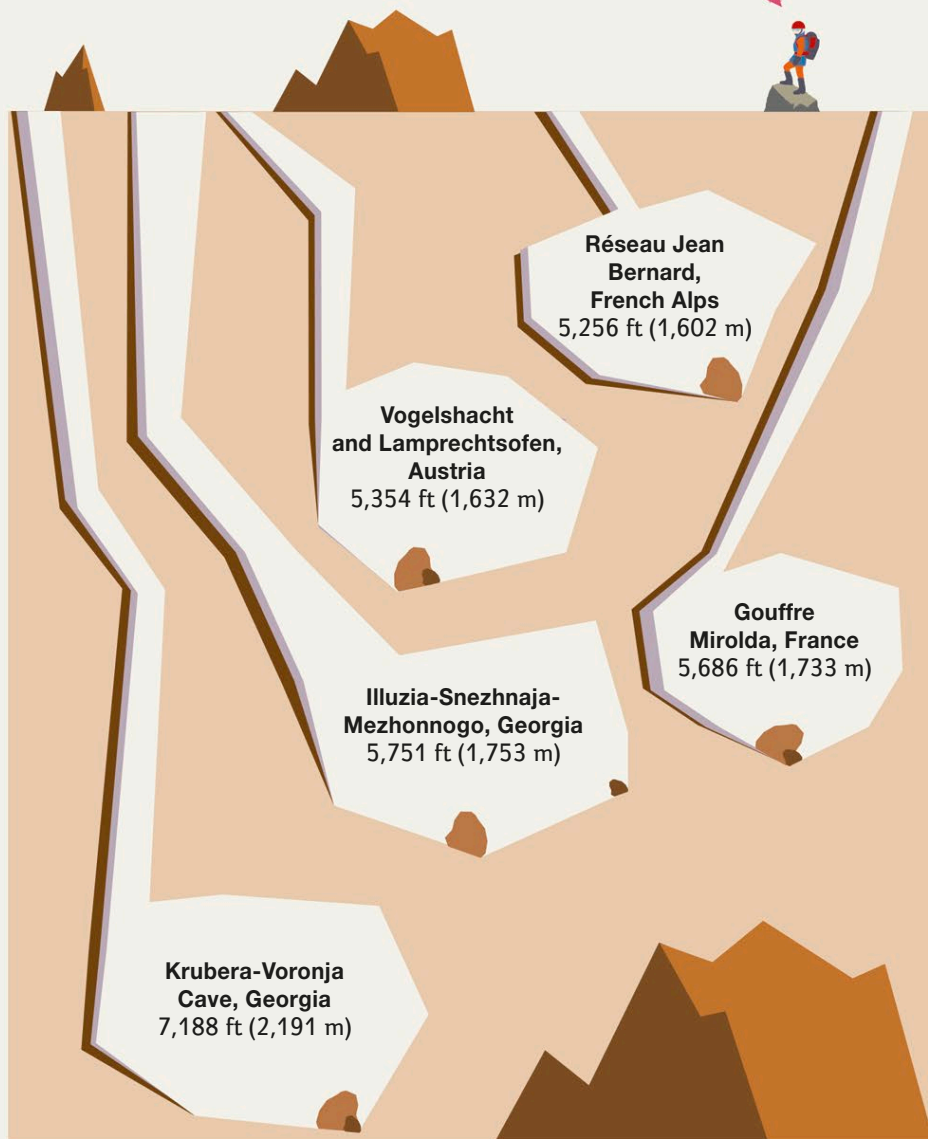 Réseau Jean
Bernard,
French Alps
5,256 ft (1,602 m)
Vogelshacht
and Lamprechtsofen,
Austria
5,354 ft (1,632 m)
Gouffre
Mirolda, France
5,686 ft (1,733 m)
Illuzia-Snezhnaja-
Mezhonnogo, Georgia
5,751 ft (1,753 m)
Krubera-Voronja
Cave, Georgia
7,188 ft (2,191 m)